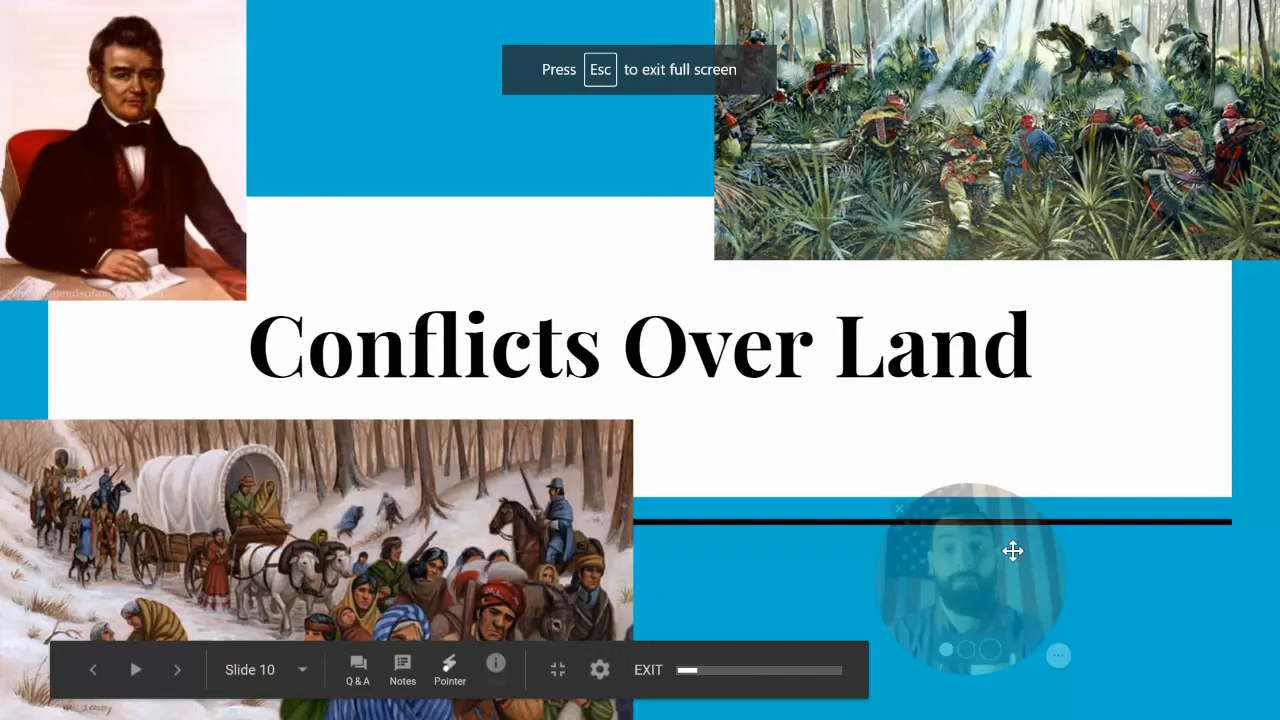 Press Esc to exit full screen
Conflicts Over Land
Slide 10
Q & A
Notes
Pointer
EXIT